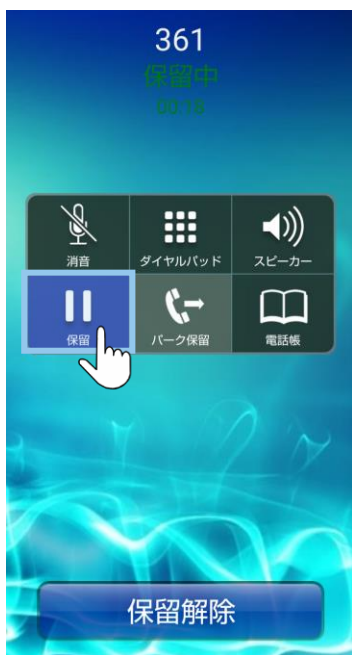 361
保留中
00:18
消音
ダイヤルパッド
スピーカー
保留
パーク保留
電話帳
保留解除